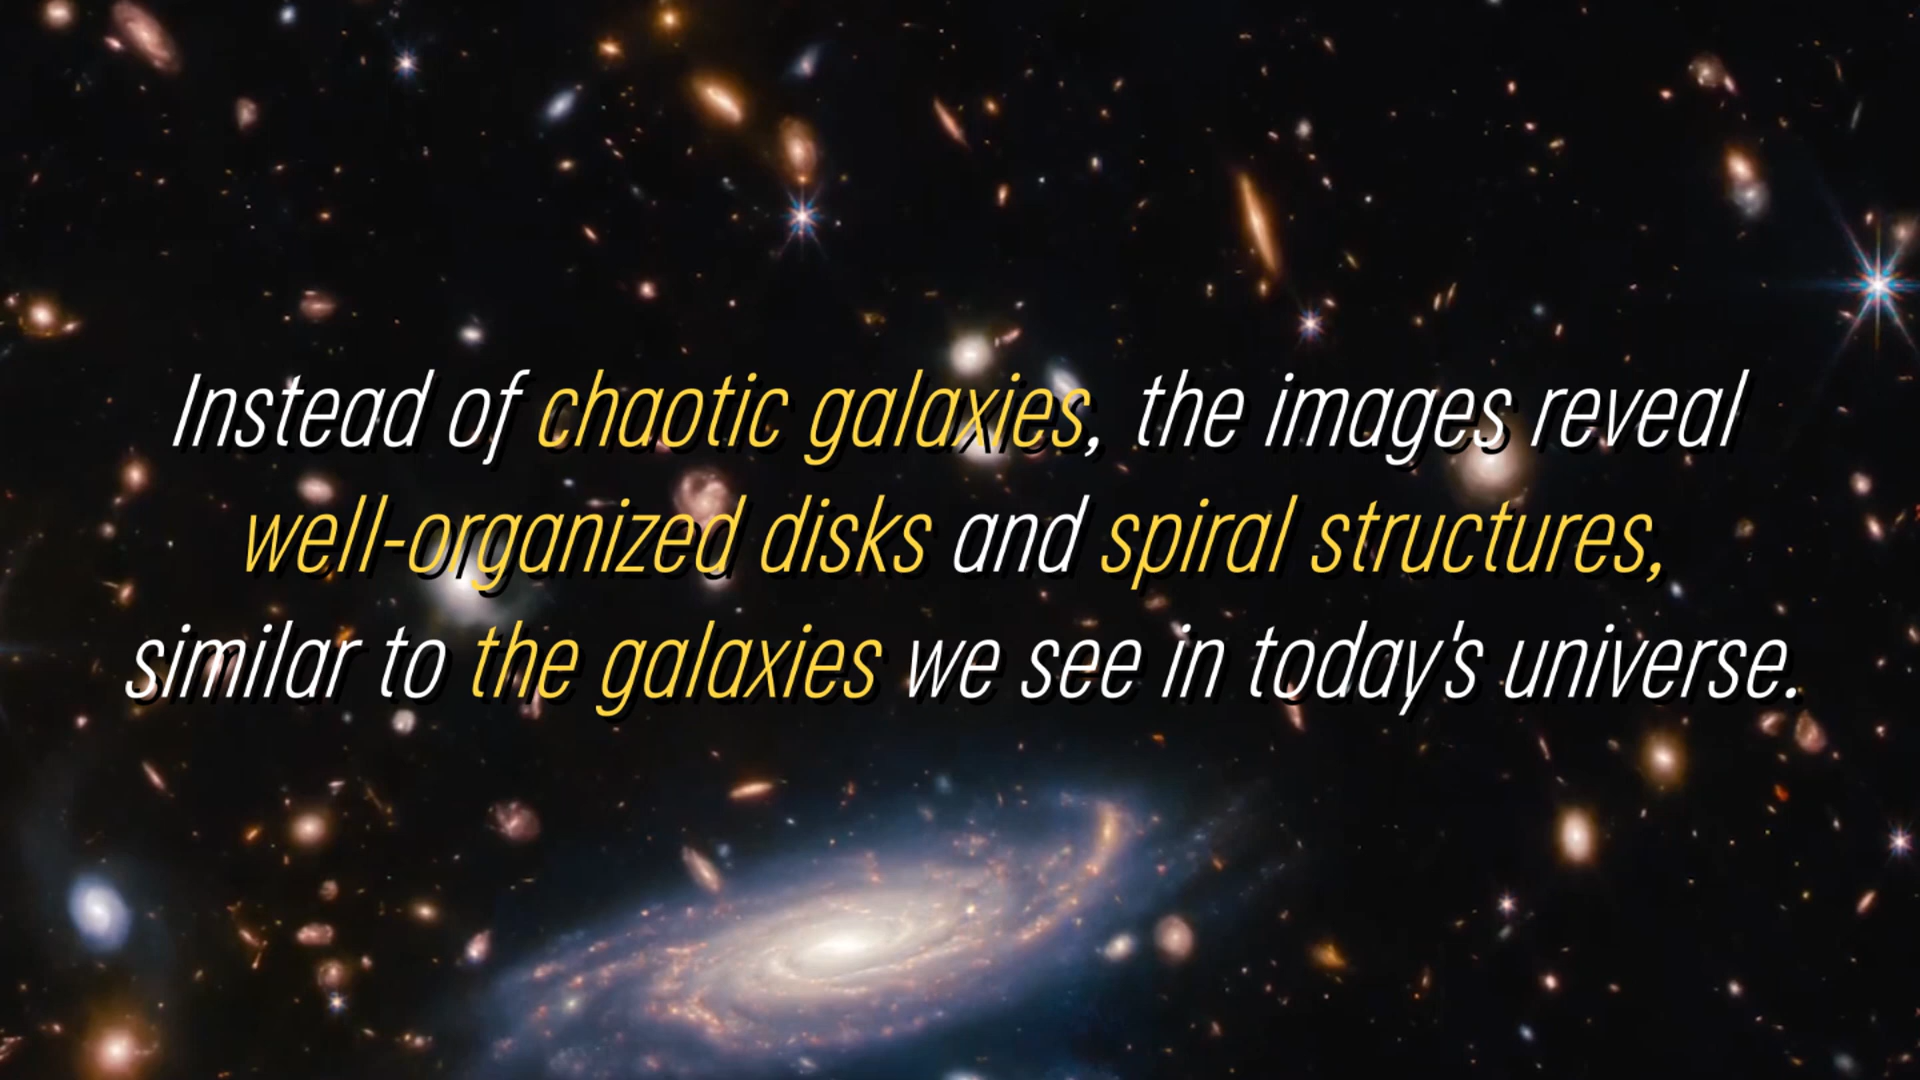 Instead of chaotic galaxies, the images reveal
well-organized disks and spiral structures,
similar to the galaxies we see in today's universe.